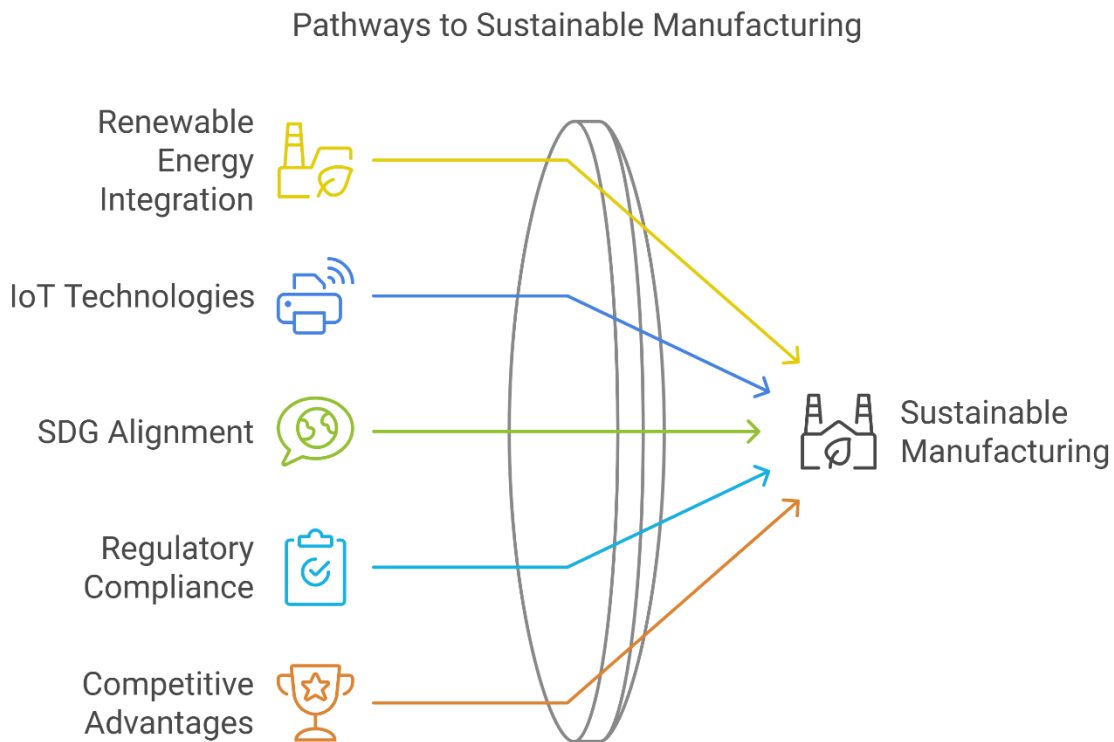 Pathways to Sustainable Manufacturing
Renewable
Energy
Integration
IoT Technologies
SDG Alignment
Regulatory
Compliance
Competitive
Advantages
Sustainable
Manufacturing